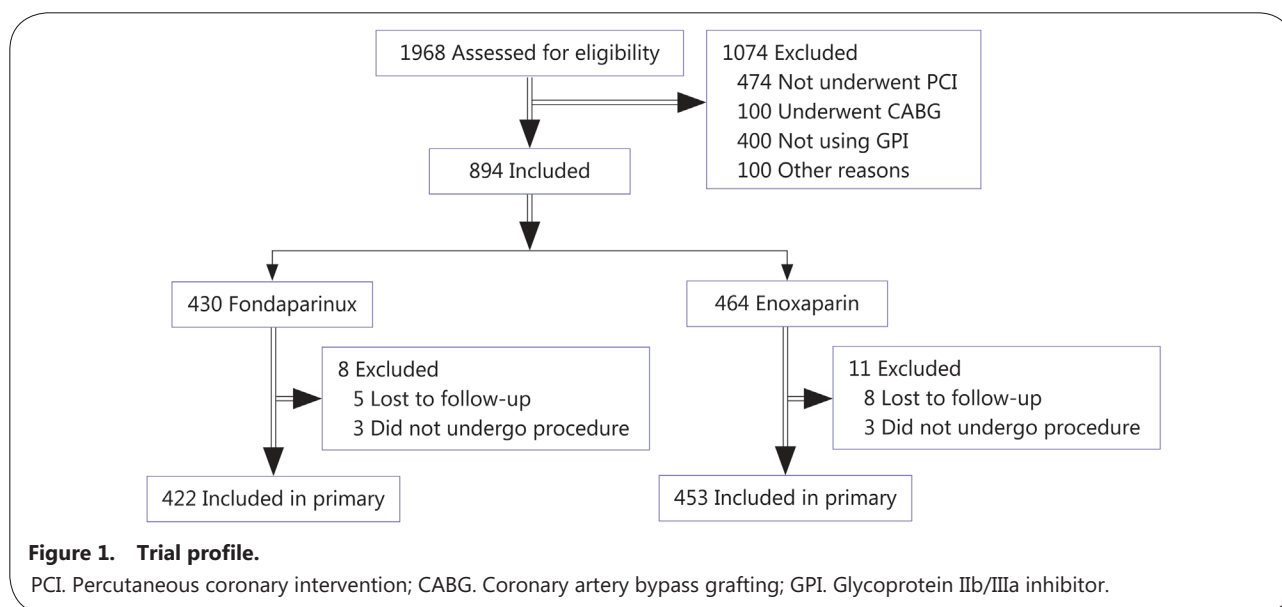 1968 Assessed for eligibility
1074 Excluded
474 Not underwent PCI
100 Underwent CABG
400 Not using GPI
100 Other reasons
894 Included
430 Fondaparinux
464 Enoxaparin
8 Excluded
5 Lost to follow-up
3 Did not undergo procedure
11 Excluded
8 Lost to follow-up
3 Did not undergo procedure
422 Included in primary
453 Included in primary
Figure 1. Trial profile.
PCI. Percutaneous coronary intervention; CABG. Coronary artery bypass grafting; GPI. Glycoprotein IIb/IIIa inhibitor.